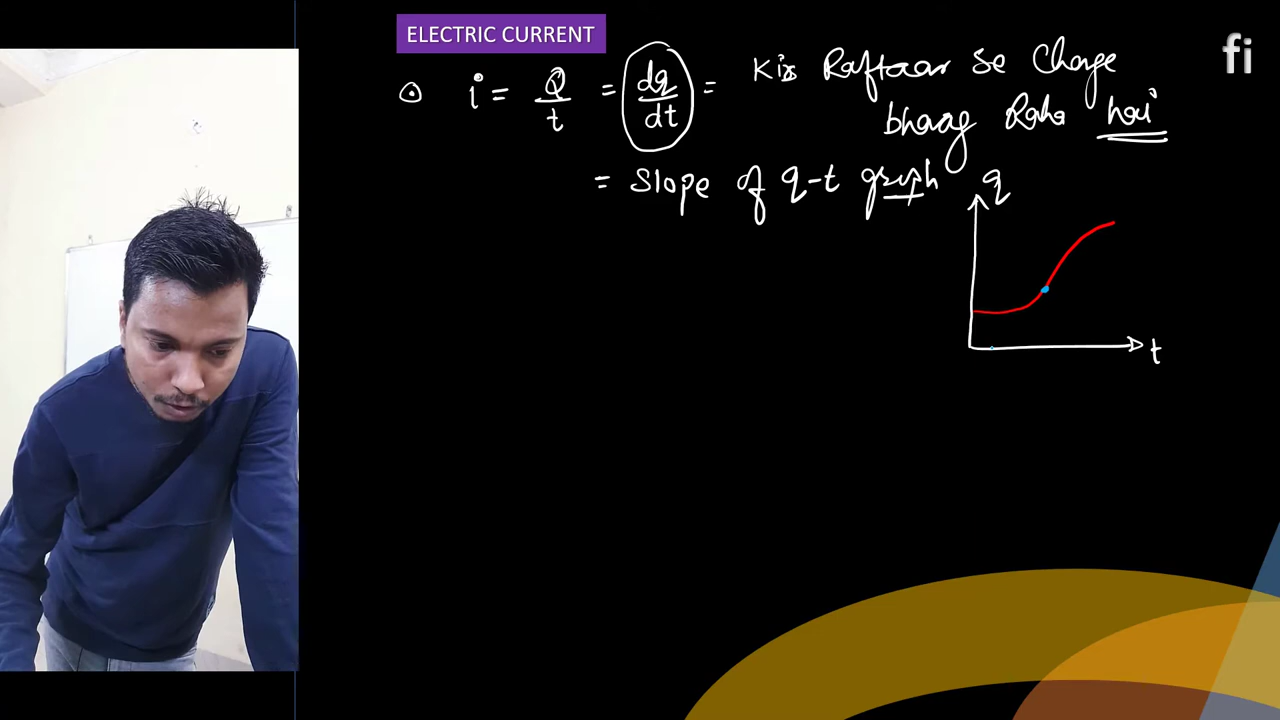 ELECTRIC CURRENT
fi
⊙ i = Q/t = dq/dt = Kis Raftaar se Charge
bhaag Raha hai
= Slope of q-t graph
q
t